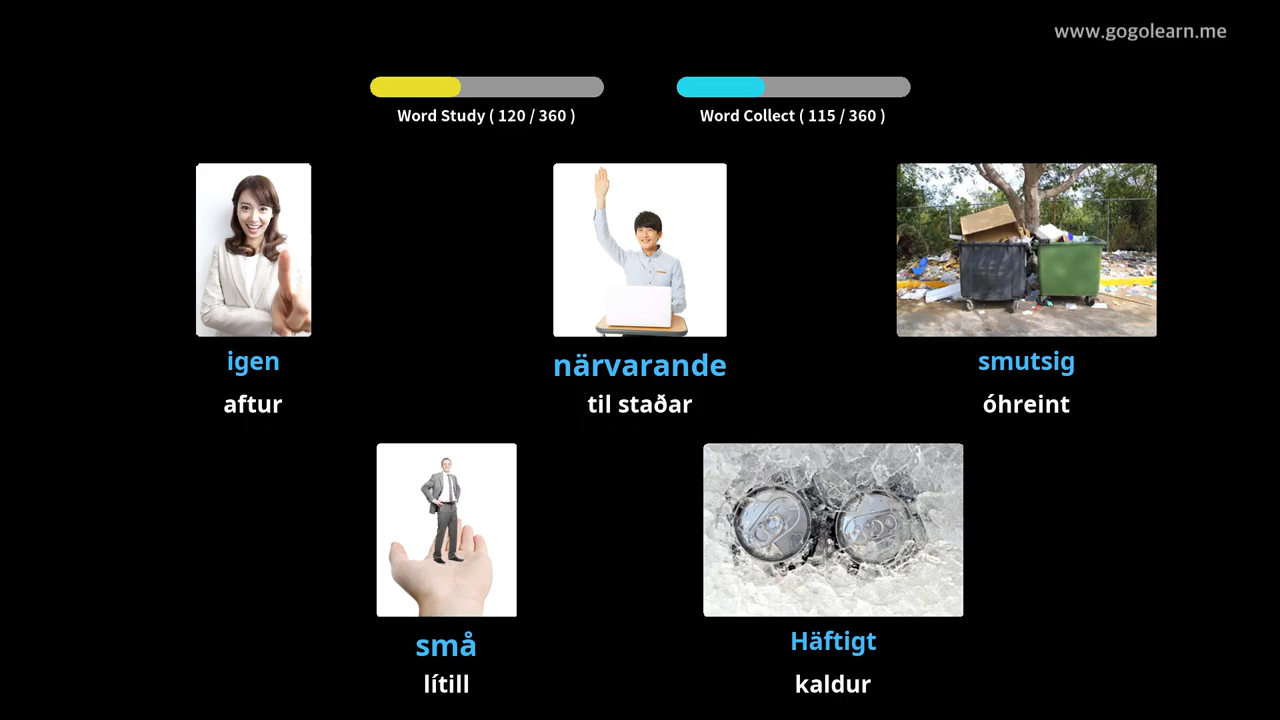 www.gogolearn.me
Word Study ( 120 / 360 )
Word Collect ( 115 / 360 )
igen
aftur
närvarande
til staðar
smutsig
óhreint
små
lítill
Häftigt
kaldur